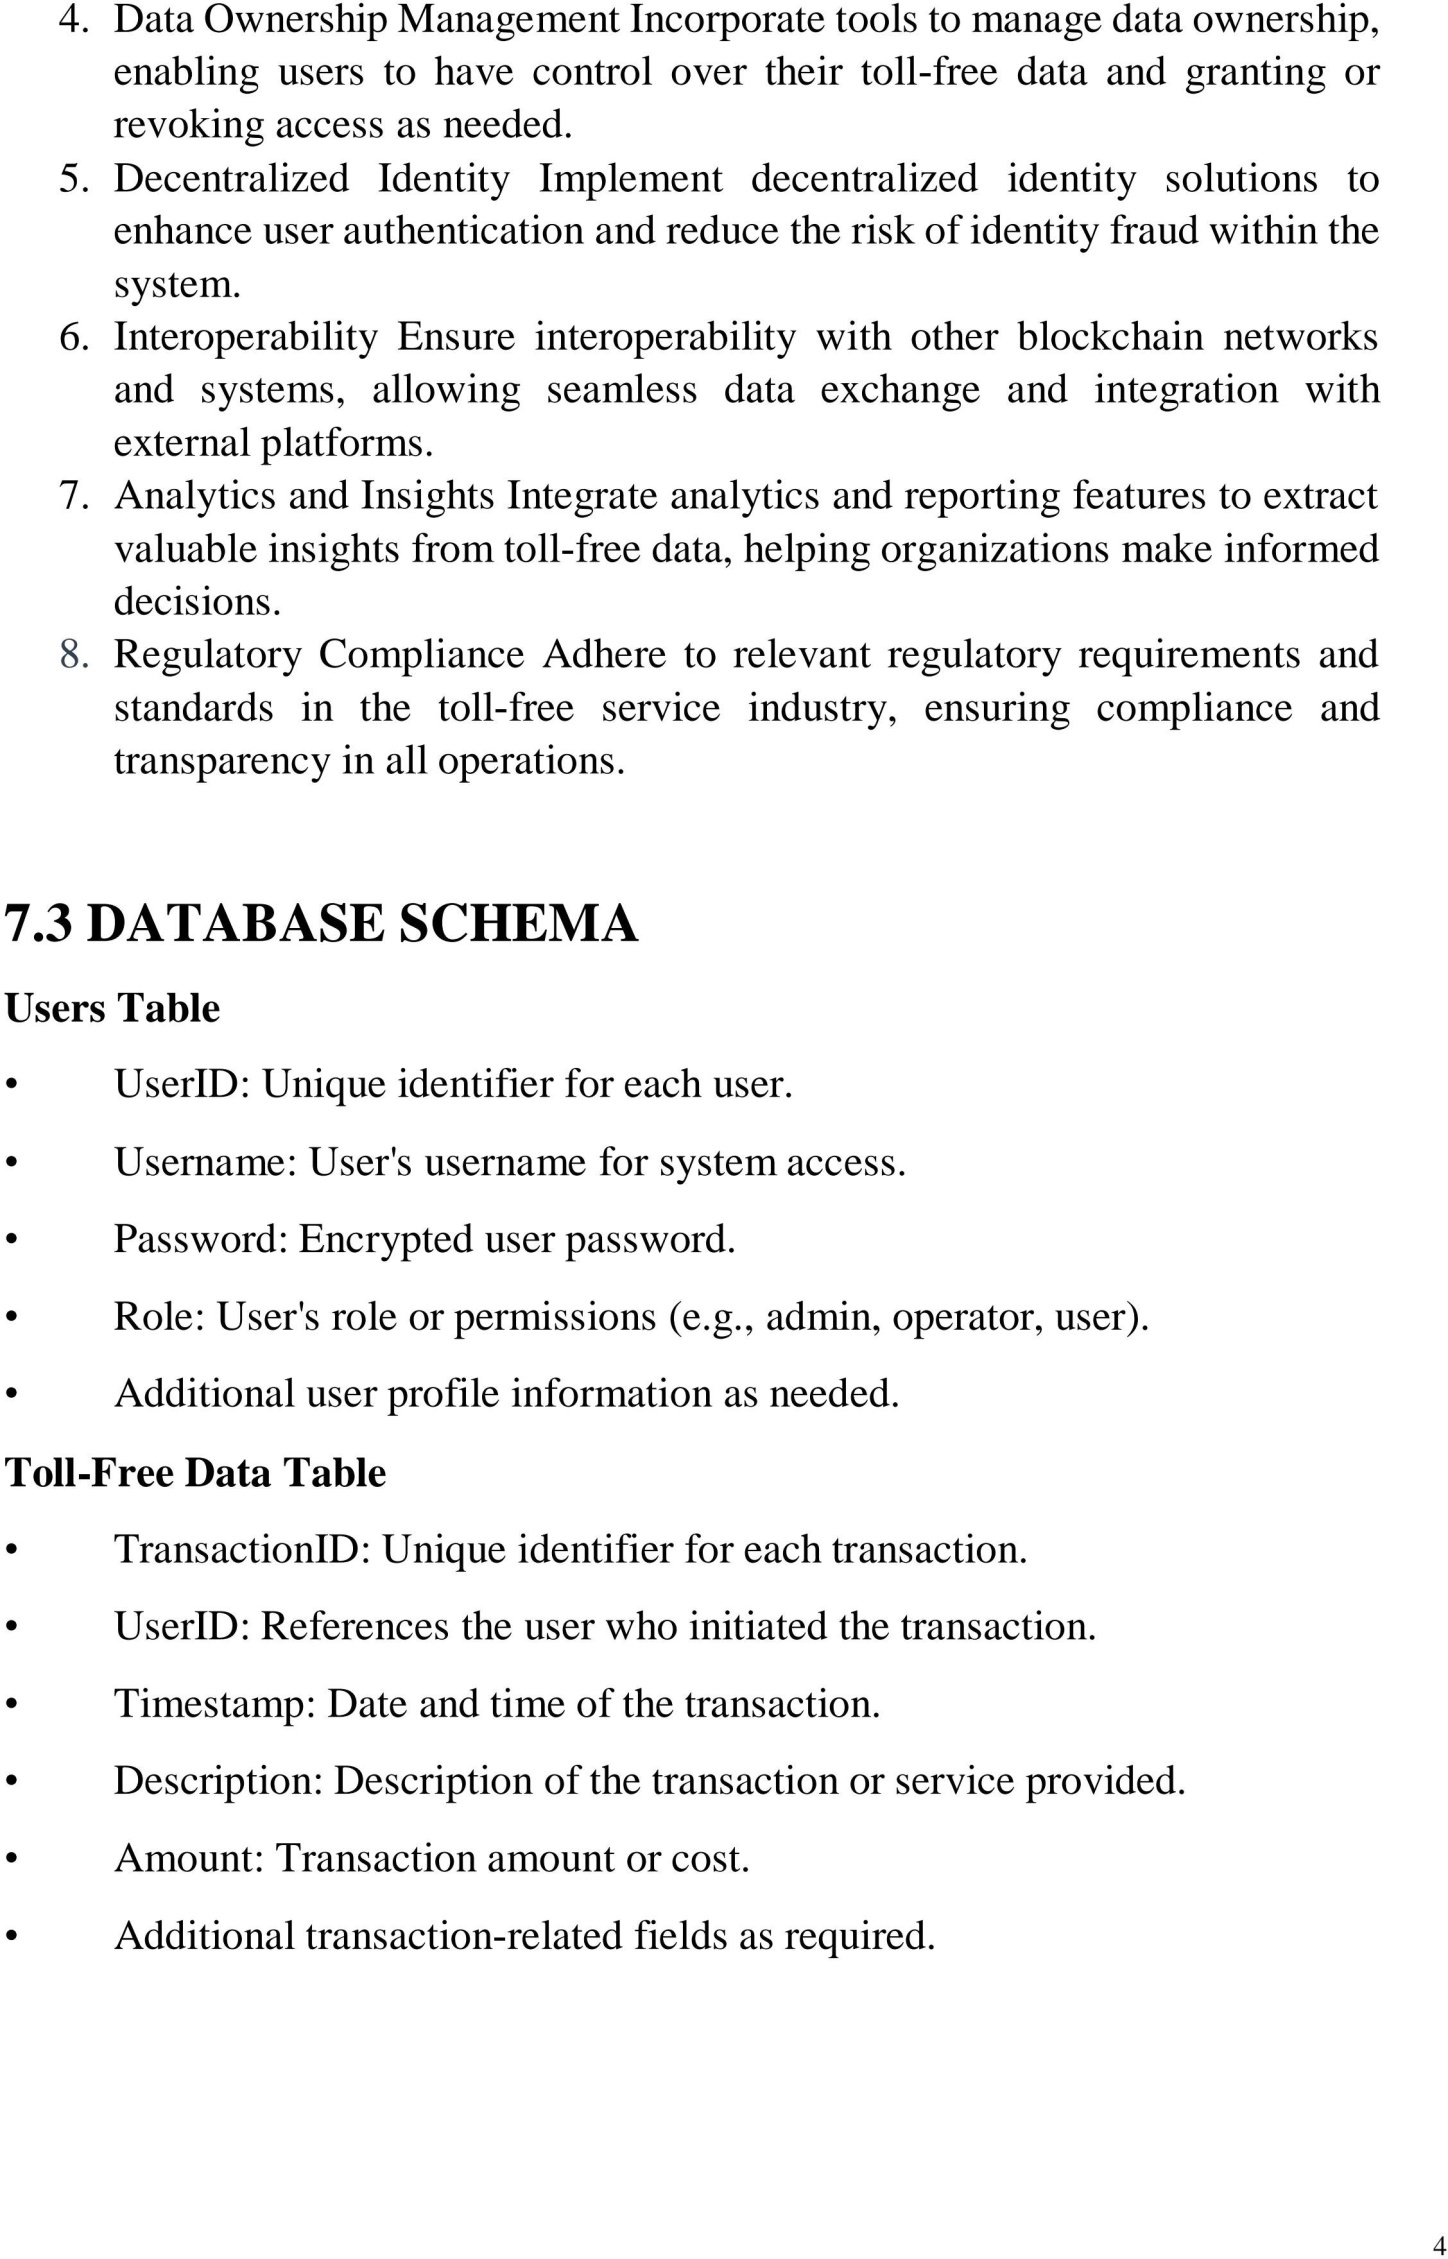 4. Data Ownership Management Incorporate tools to manage data ownership,
enabling users to have control over their toll-free data and granting or
revoking access as needed.
5. Decentralized Identity Implement decentralized identity solutions to
enhance user authentication and reduce the risk of identity fraud within the
system.
6. Interoperability Ensure interoperability with other blockchain networks
and systems, allowing seamless data exchange and integration with
external platforms.
7. Analytics and Insights Integrate analytics and reporting features to extract
valuable insights from toll-free data, helping organizations make informed
decisions.
8. Regulatory Compliance Adhere to relevant regulatory requirements and
standards in the toll-free service industry, ensuring compliance and
transparency in all operations.
7.3 DATABASE SCHEMA
Users Table
• UserID: Unique identifier for each user.
• Username: User's username for system access.
• Password: Encrypted user password.
• Role: User's role or permissions (e.g., admin, operator, user).
• Additional user profile information as needed.
Toll-Free Data Table
• TransactionID: Unique identifier for each transaction.
• UserID: References the user who initiated the transaction.
• Timestamp: Date and time of the transaction.
• Description: Description of the transaction or service provided.
• Amount: Transaction amount or cost.
• Additional transaction-related fields as required.
4